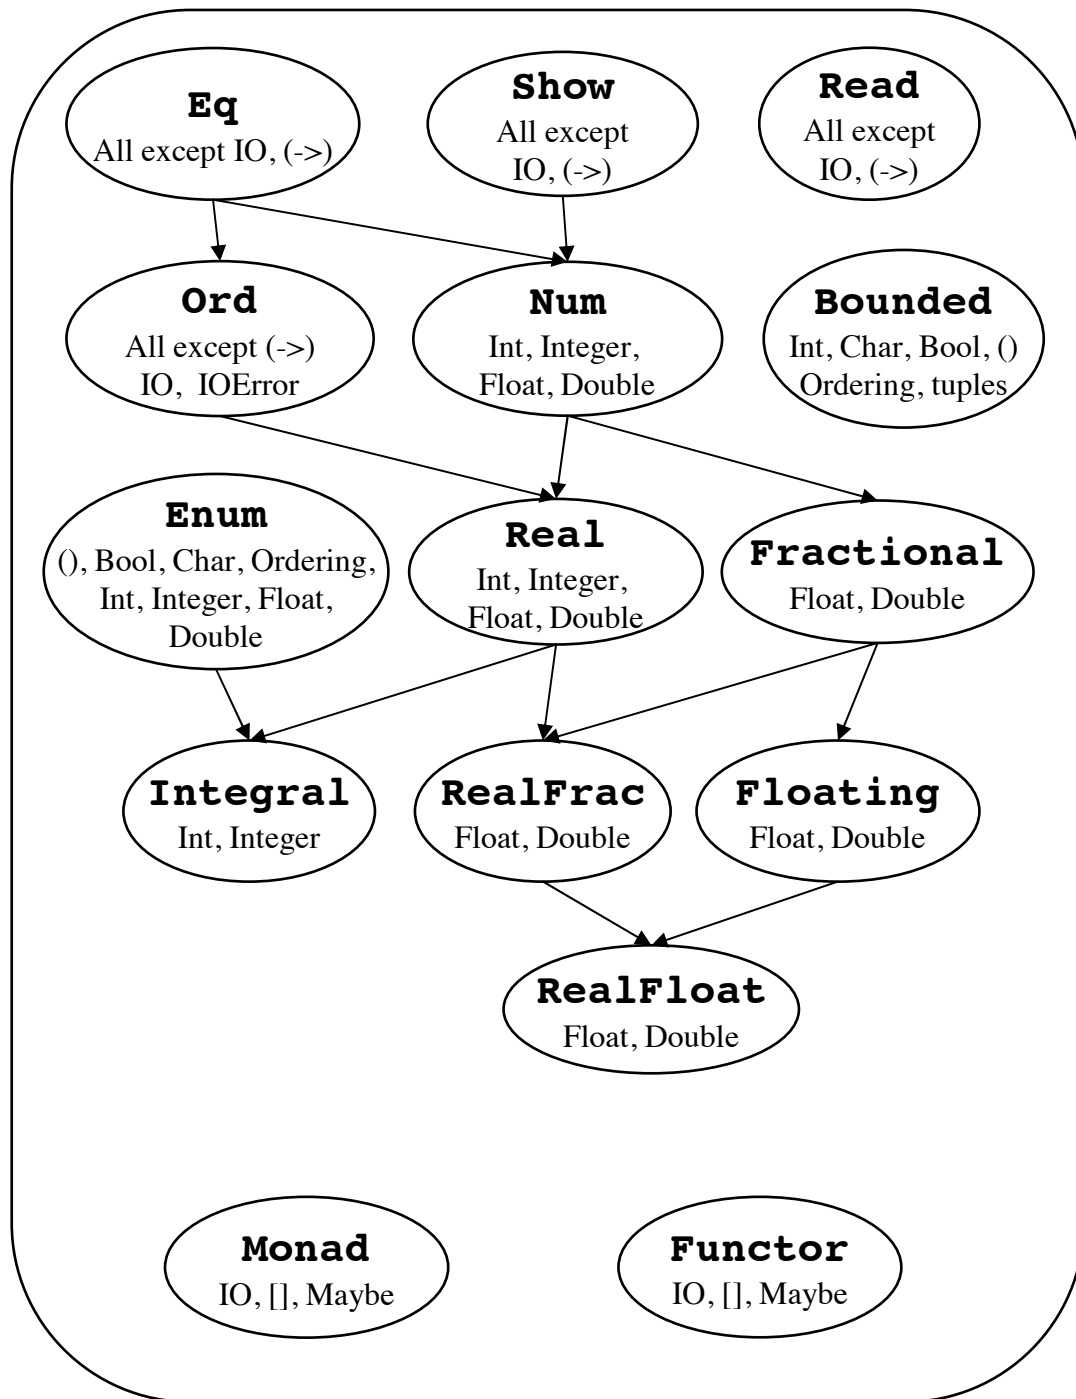 Eq
All except IO, (->)
Show
All except
IO, (->)
Read
All except
IO, (->)
Ord
All except (->)
IO, IOError
Num
Int, Integer,
Float, Double
Bounded
Int, Char, Bool, ()
Ordering, tuples
Enum
(), Bool, Char, Ordering,
Int, Integer, Float,
Double
Real
Int, Integer,
Float, Double
Fractional
Float, Double
Integral
Int, Integer
RealFrac
Float, Double
Floating
Float, Double
RealFloat
Float, Double
Monad
IO, [], Maybe
Functor
IO, [], Maybe